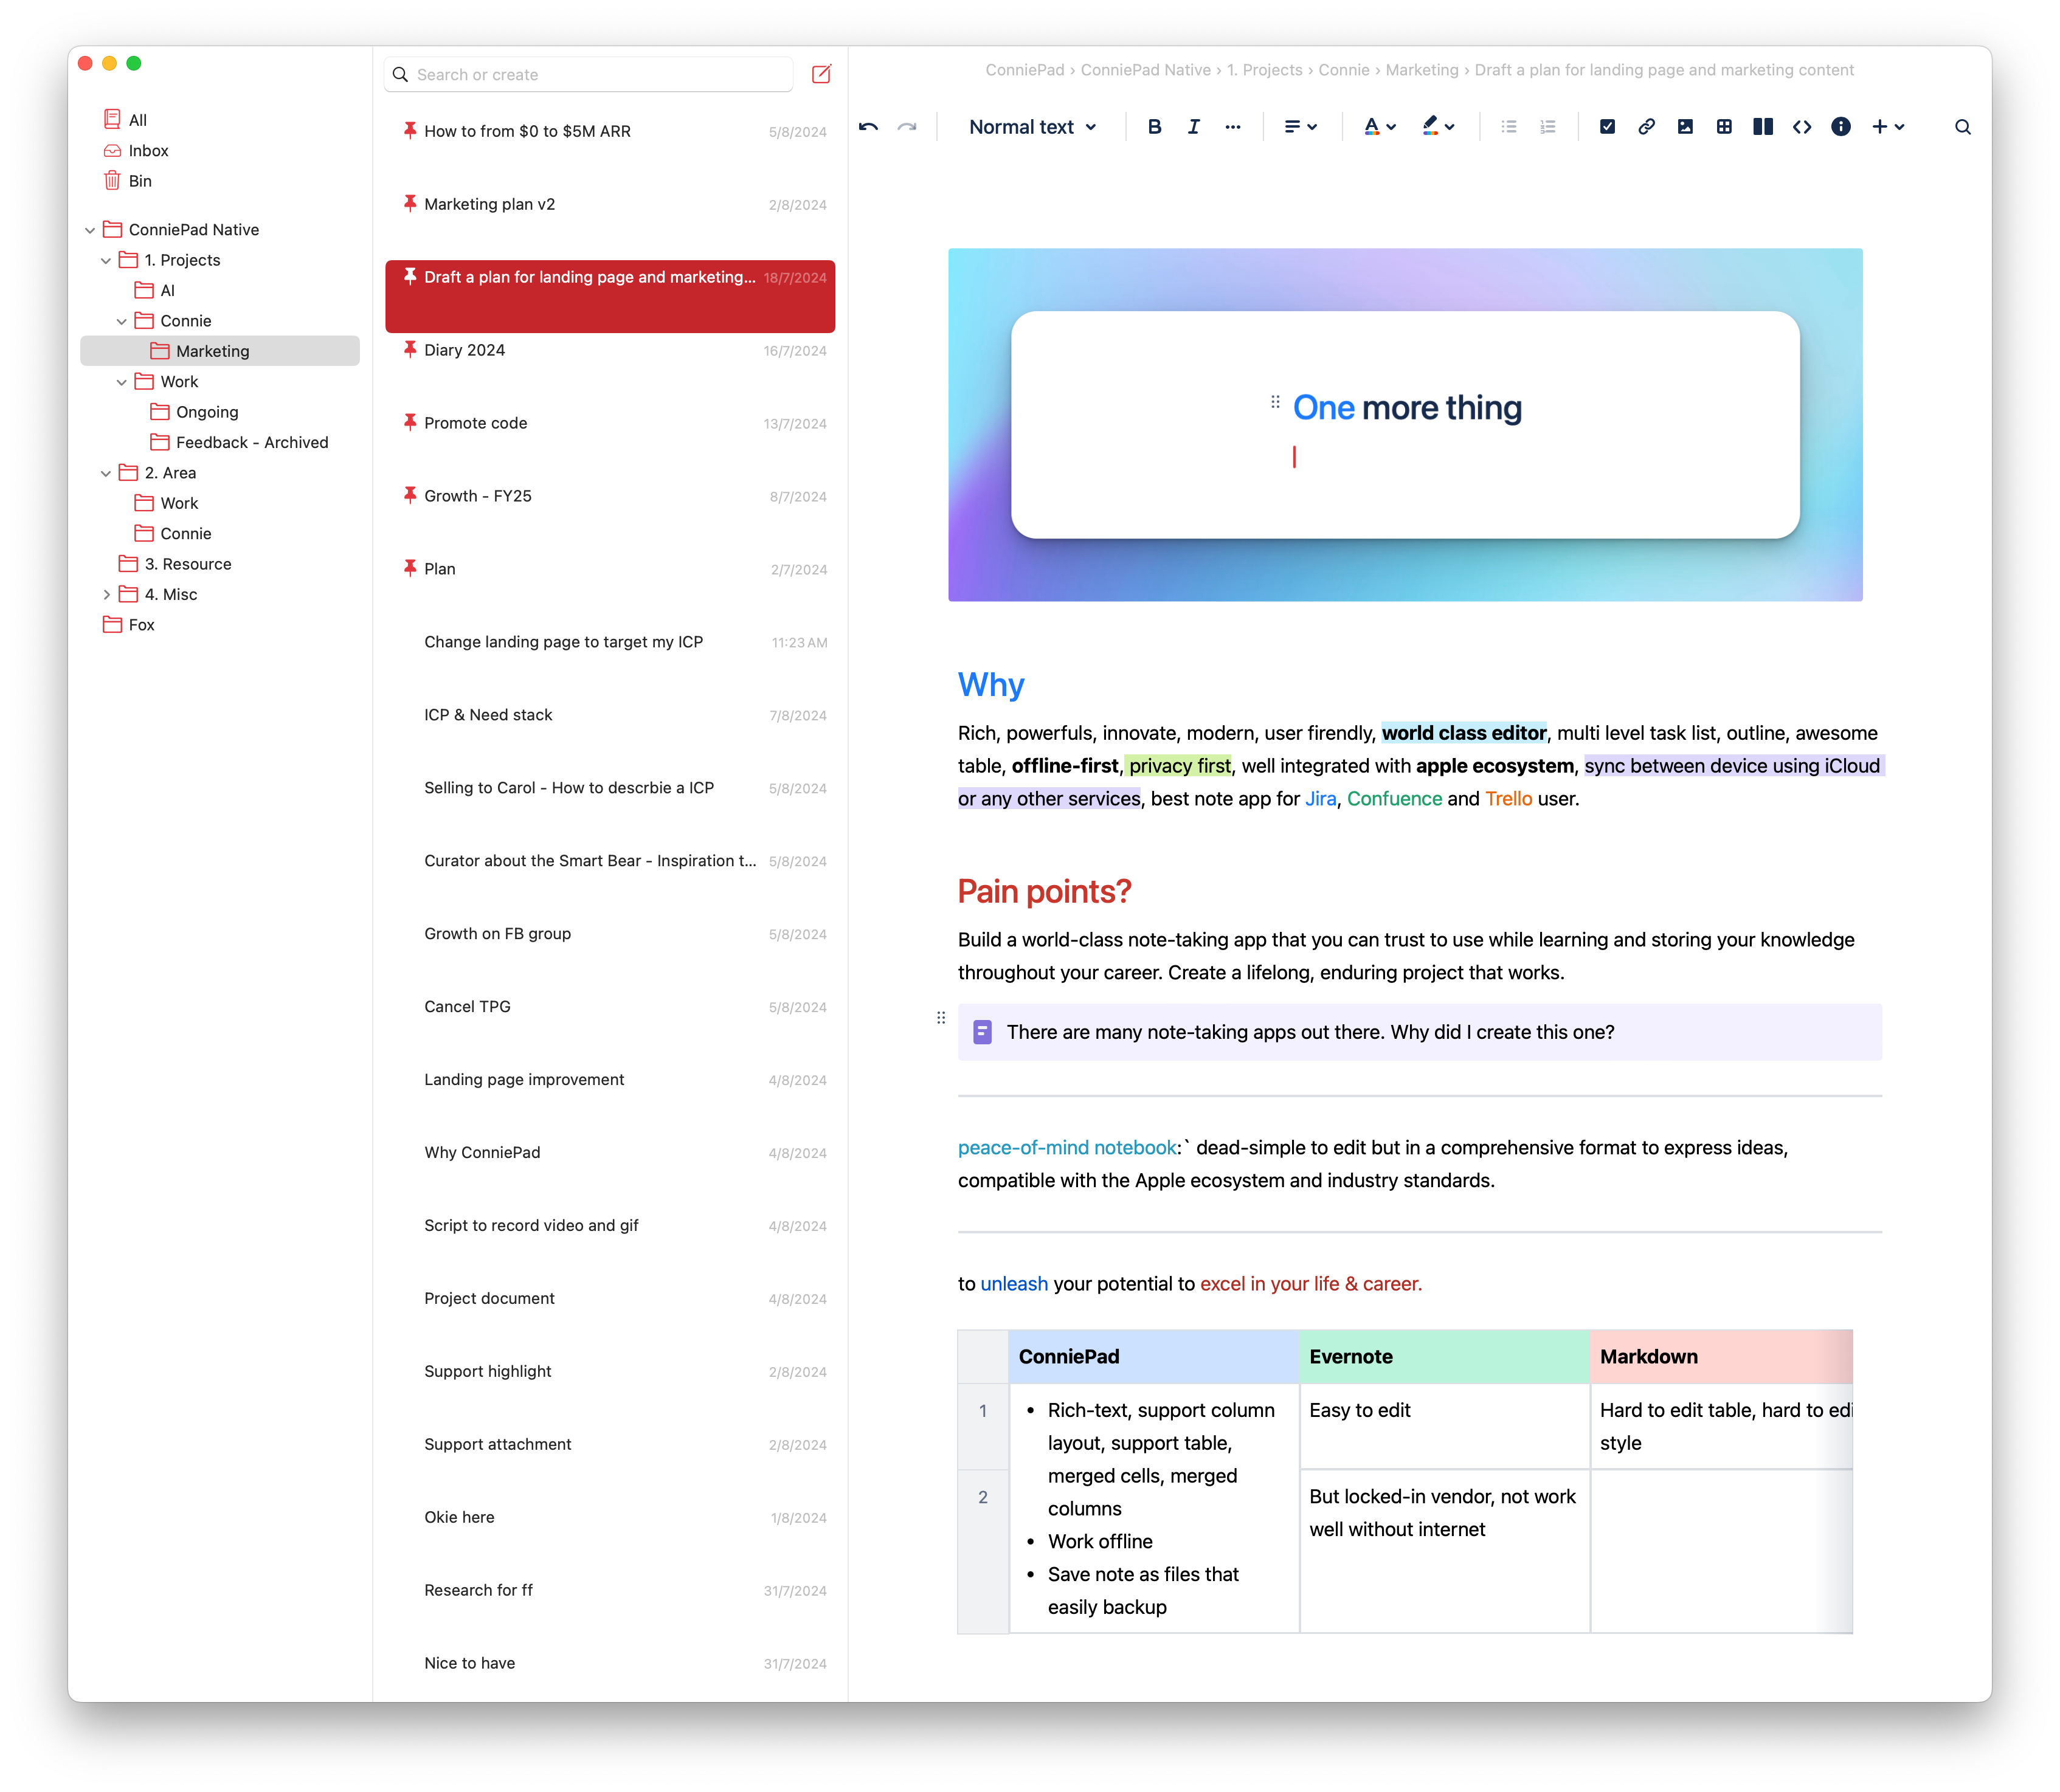 All
Inbox
Bin
ConniePad Native
1. Projects
AI
Connie
Marketing
Work
Ongoing
Feedback - Archived
2. Area
Work
Connie
3. Resource
4. Misc
Fox
Search or create
How to from $0 to $5M ARR 5/8/2024
Marketing plan v2 2/8/2024
Draft a plan for landing page and marketing... 18/7/2024
Diary 2024 16/7/2024
Promote code 13/7/2024
Growth - FY25 8/7/2024
Plan 2/7/2024
Change landing page to target my ICP 11:23 AM
ICP & Need stack 7/8/2024
Selling to Carol - How to descrbie a ICP 5/8/2024
Curator about the Smart Bear - Inspiration t... 5/8/2024
Growth on FB group 5/8/2024
Cancel TPG 5/8/2024
Landing page improvement 4/8/2024
Why ConniePad 4/8/2024
Script to record video and gif 4/8/2024
Project document 4/8/2024
Support highlight 2/8/2024
Support attachment 2/8/2024
Okie here 1/8/2024
Research for ff 31/7/2024
Nice to have 31/7/2024
ConniePad › ConniePad Native › 1. Projects › Connie › Marketing › Draft a plan for landing page and marketing content
Normal text B I ... A
One more thing
Why
Rich, powerfuls, innovate, modern, user firendly, world class editor, multi level task list, outline, awesome
table, offline-first, privacy first, well integrated with apple ecosystem, sync between device using iCloud
or any other services, best note app for Jira, Confuence and Trello user.
Pain points?
Build a world-class note-taking app that you can trust to use while learning and storing your knowledge
throughout your career. Create a lifelong, enduring project that works.
There are many note-taking apps out there. Why did I create this one?
peace-of-mind notebook:` dead-simple to edit but in a comprehensive format to express ideas,
compatible with the Apple ecosystem and industry standards.
to unleash your potential to excel in your life & career.
ConniePad Evernote Markdown
1
• Rich-text, support column
layout, support table,
merged cells, merged
columns
• Work offline
• Save note as files that
easily backup
Easy to edit
Hard to edit table, hard to edi
style
2
But locked-in vendor, not work
well without internet